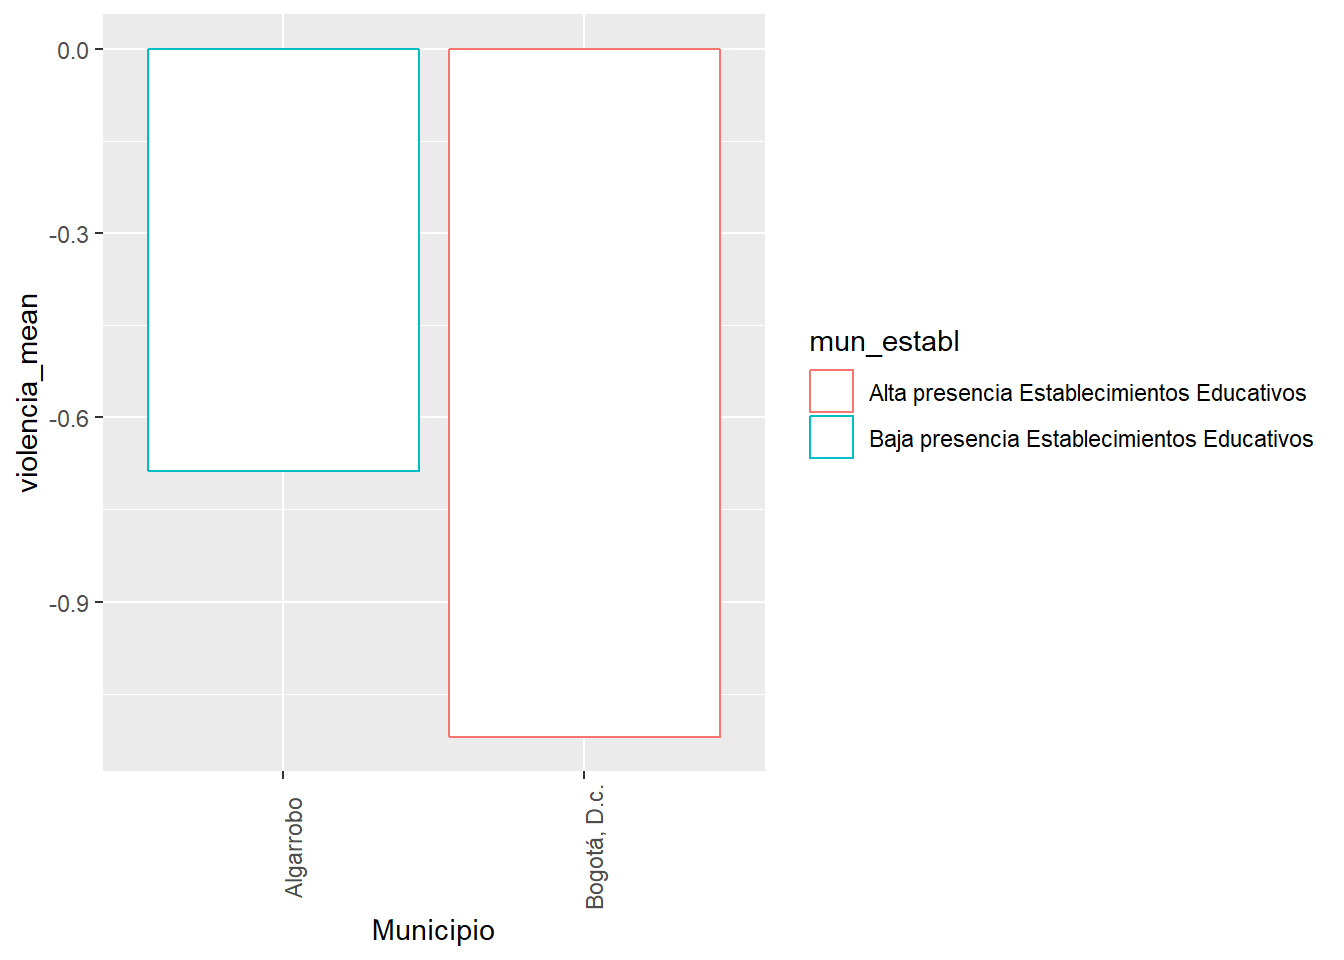 0.0
-0.3
-0.6
-0.9
violencia_mean
Algarrobo
Bogotá, D.c.
Municipio
mun_establ
Alta presencia Establecimientos Educativos
Baja presencia Establecimientos Educativos